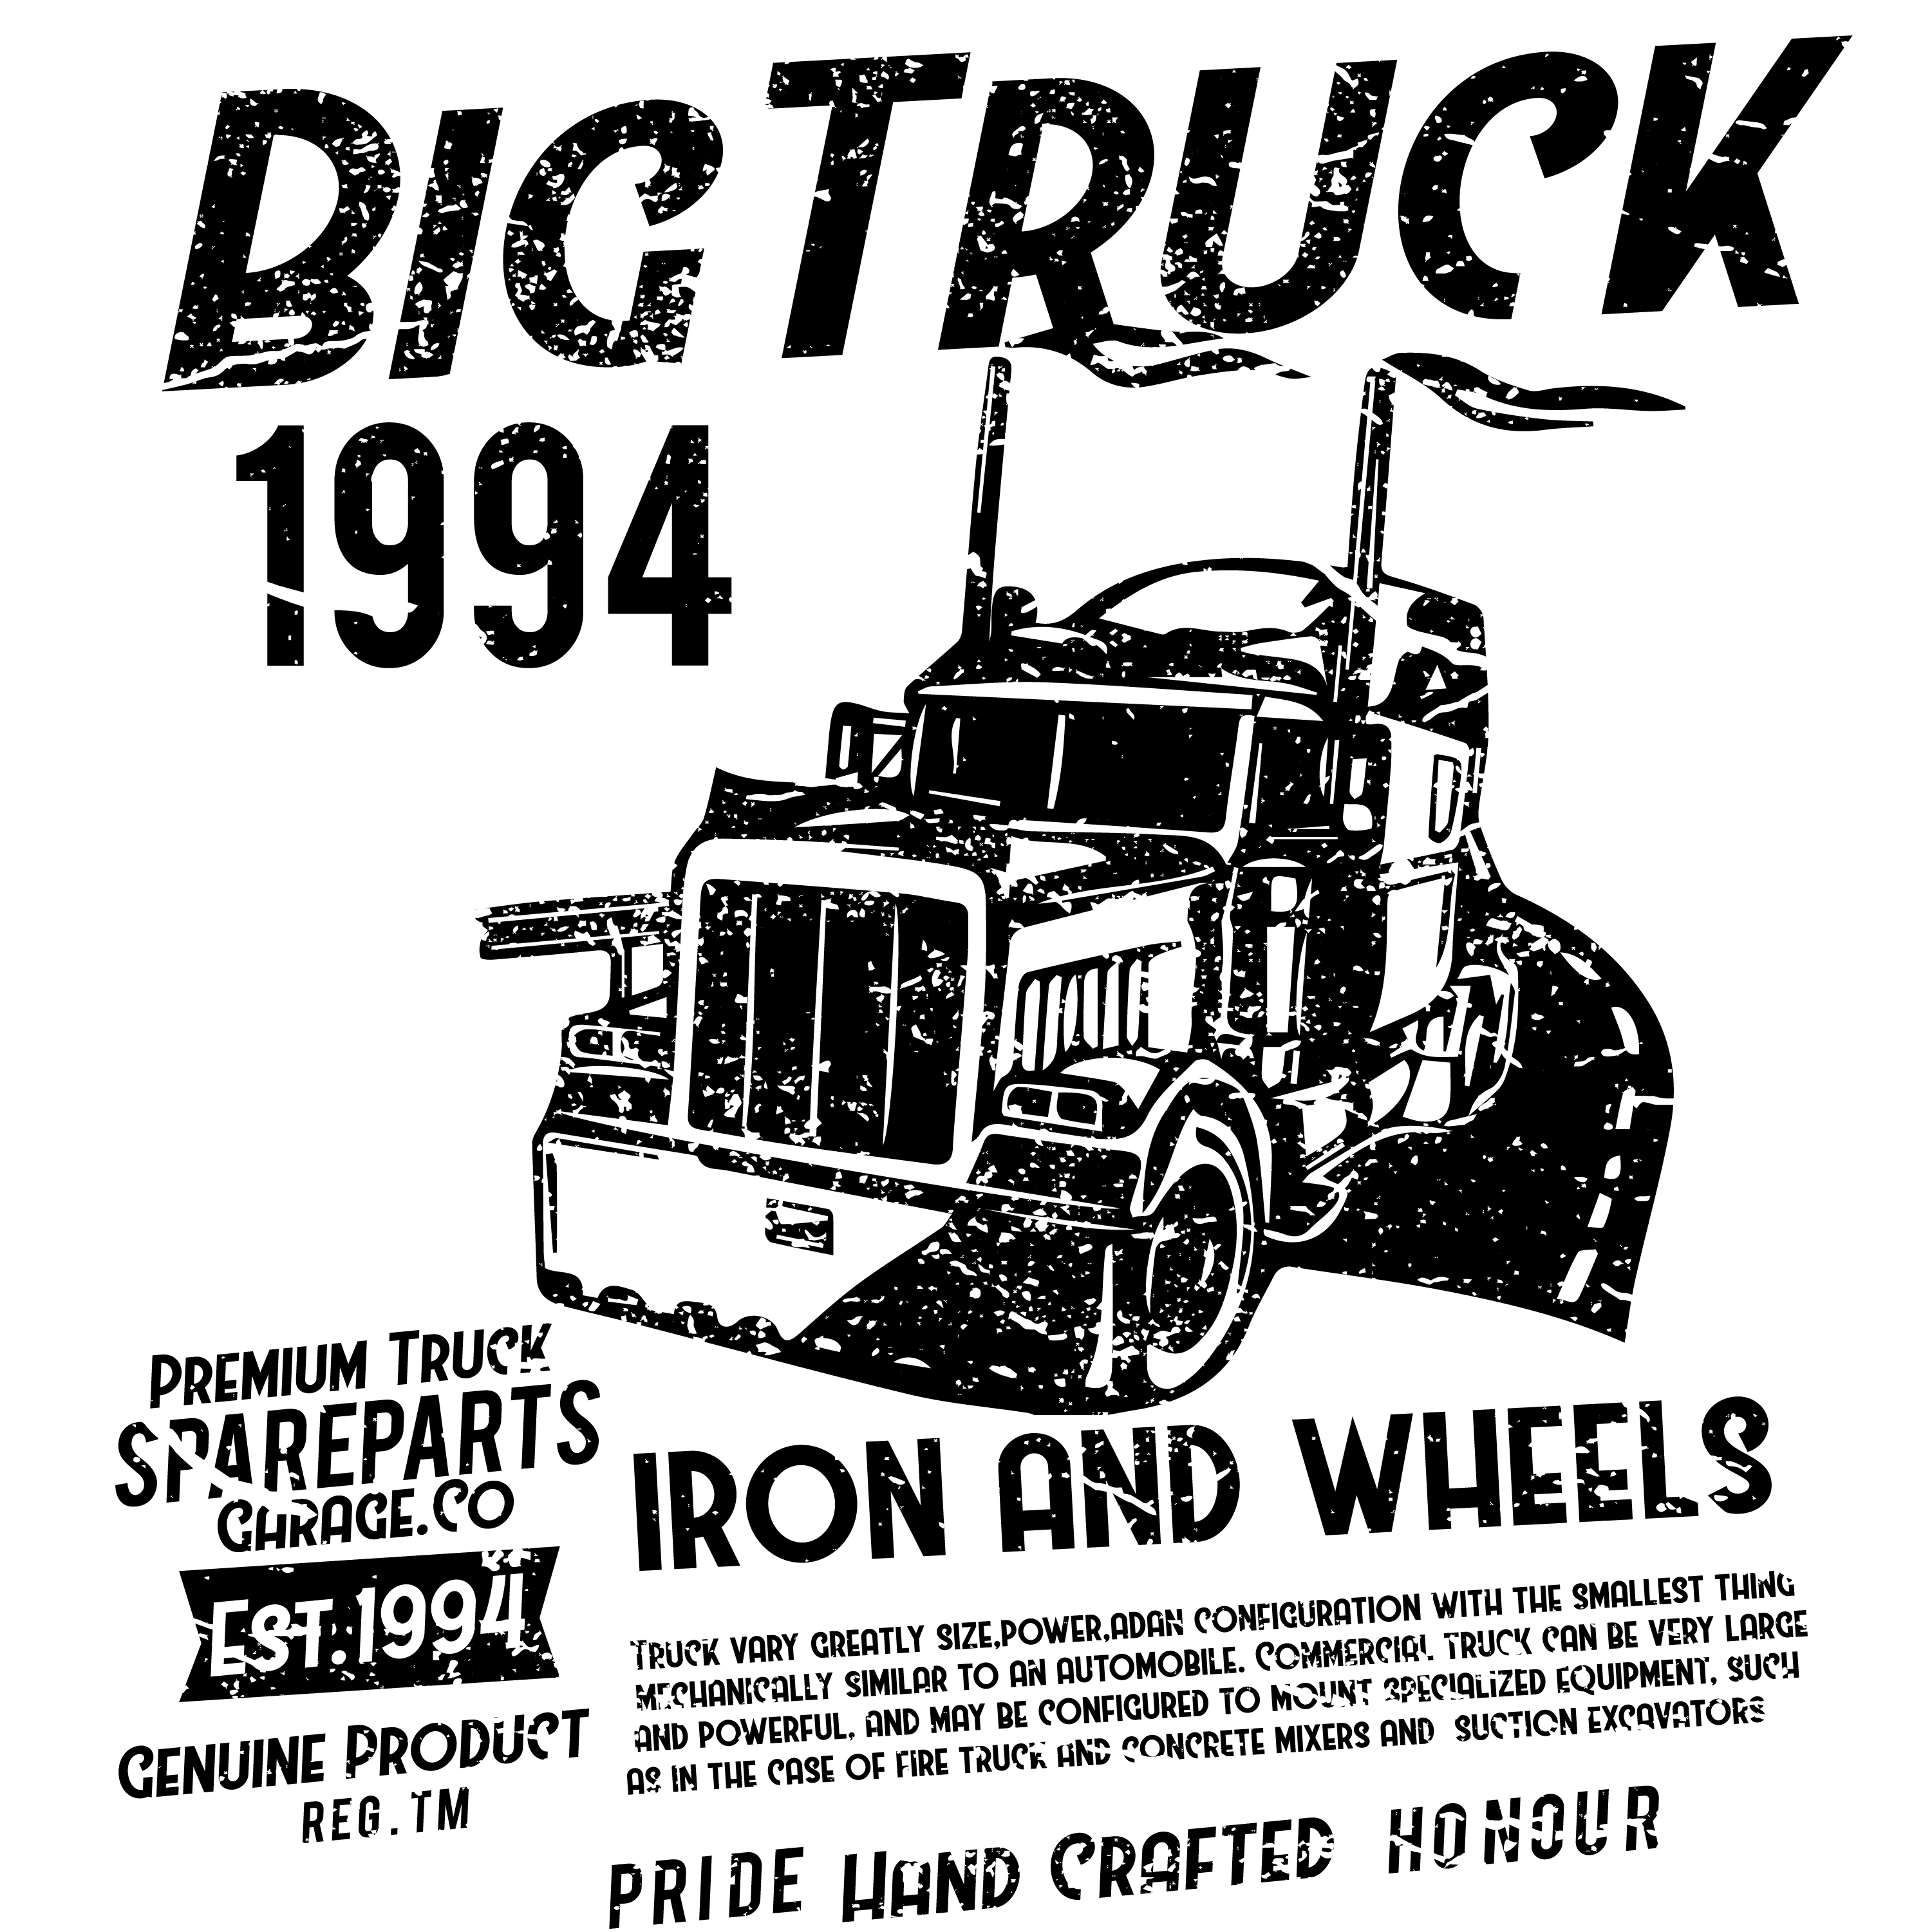 BIG TRUCK
1994
PREMIUM TRUCK
SPAREPARTS
GARAGE.CO
EST.1994
GENUINE PRODUCT
REG.TM
IRON AND WHEELS
TRUCK VARY GREATLY SIZE,POWER,ADAN CONFIGURATION WITH THE SMALLEST THING
MECHANICALLY SIMILAR TO AN AUTOMOBILE. COMMERCIAL TRUCK CAN BE VERY LARGE
AND POWERFUL, AND MAY BE CONFIGURED TO MOUNT SPECIALIZED EQUIPMENT, SUCH
AS IN THE CASE OF FIRE TRUCK AND CONCRETE MIXERS AND SUCTION EXCAVATORS
PRIDE HAND CRAFTED HONOUR